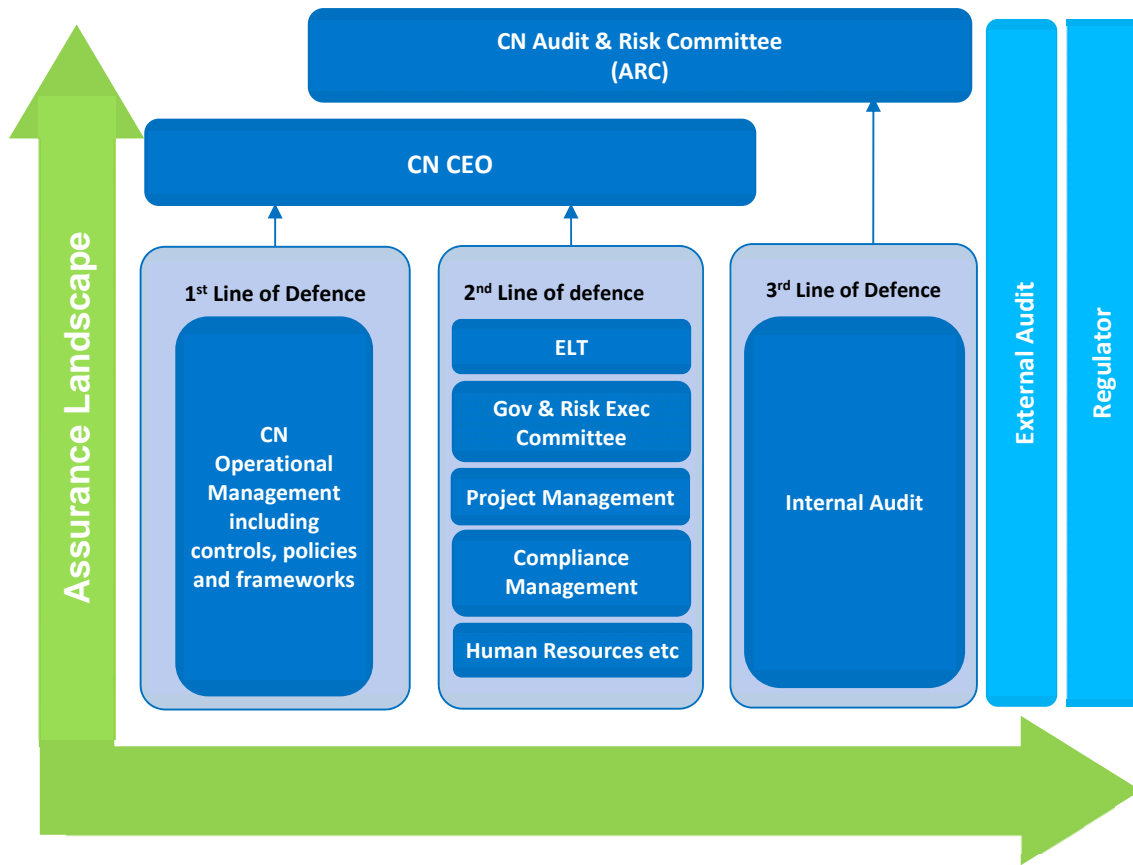 CN Audit & Risk Committee
(ARC)
CN CEO
Assurance Landscape
1st Line of Defence
CN
Operational
Management
including
controls, policies
and frameworks
2nd Line of defence
ELT
Gov & Risk Exec
Committee
Project Management
Compliance
Management
Human Resources etc
3rd Line of Defence
Internal Audit
External Audit
Regulator